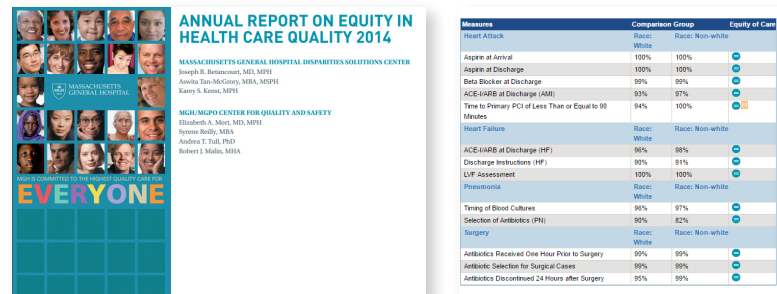 ANNUAL REPORT ON EQUITY IN
HEALTH CARE QUALITY 2014
MASSACHUSETTS GENERAL HOSPITAL DISPARITIES SOLUTIONS CENTER
Joseph R. Betancourt, MD, MPH
Aswita Tan-McGrory, MBA, MSPH
Karey S. Kenst, MPH
MGH/MGPO CENTER FOR QUALITY AND SAFETY
Elizabeth A. Mort, MD, MPH
Syrene Reilly, MBA
Andrea T. Tull, PhD
Robert J. Malin, MHA
MASSACHUSETTS
GENERAL HOSPITAL
MGH IS COMMITTED TO THE HIGHEST QUALITY CARE FOR
EVERYONE
Measures Comparison Group Equity of Care
Heart Attack Race: White Race: Non-white
Aspirin at Arrival 100% 100%
Aspirin at Discharge 100% 100%
Beta Blocker at Discharge 99% 99%
ACE-I/ARB at Discharge (AMI) 93% 97%
Time to Primary PCI of Less Than or Equal to 90 94% 100%
Minutes
Heart Failure Race: White Race: Non-white
ACE-I/ARB at Discharge (HF) 96% 98%
Discharge Instructions (HF) 90% 91%
LVF Assessment 100% 100%
Pneumonia Race: White Race: Non-white
Timing of Blood Cultures 96% 97%
Selection of Antibiotics (PN) 90% 82%
Surgery Race: White Race: Non-white
Antibiotics Received One Hour Prior to Surgery 99% 99%
Antibiotic Selection for Surgical Cases 99% 99%
Antibiotics Discontinued 24 Hours after Surgery 95% 99%